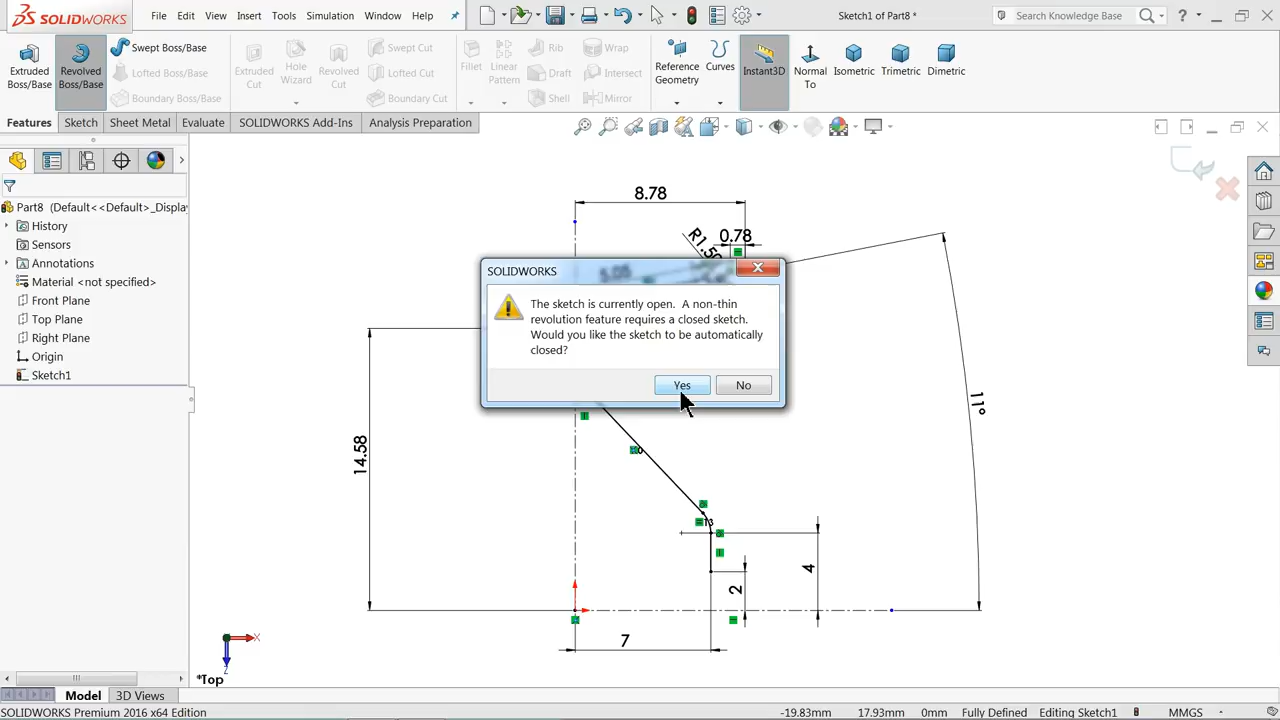 SOLIDWORKS File Edit View Insert Tools Simulation Window Help Sketch1 of Part8 * Search Knowledge Base ?
Extruded Boss/Base
Revolved Boss/Base
Swept Boss/Base
Lofted Boss/Base
Boundary Boss/Base
Extruded Cut
Hole Wizard
Revolved Cut
Swept Cut
Lofted Cut
Boundary Cut
Fillet
Linear Pattern
Rib
Draft
Shell
Wrap
Intersect
Mirror
Reference Geometry
Curves
Instant3D
Normal To
Isometric
Trimetric
Dimetric
Features Sketch Sheet Metal Evaluate SOLIDWORKS Add-Ins Analysis Preparation
Part8 (Default<<Default>_Displa
History
Sensors
Annotations
Material <not specified>
Front Plane
Top Plane
Right Plane
Origin
Sketch1
8.78
R1.50
0.78
5.05
SOLIDWORKS
The sketch is currently open. A non-thin
revolution feature requires a closed sketch.
Would you like the sketch to be automatically
closed?
Yes No
14.58
11°
13
4
2
7
X
Z
*Top
Model 3D Views
SOLIDWORKS Premium 2016 x64 Edition -19.83mm 17.93mm 0mm Fully Defined Editing Sketch1 MMGS